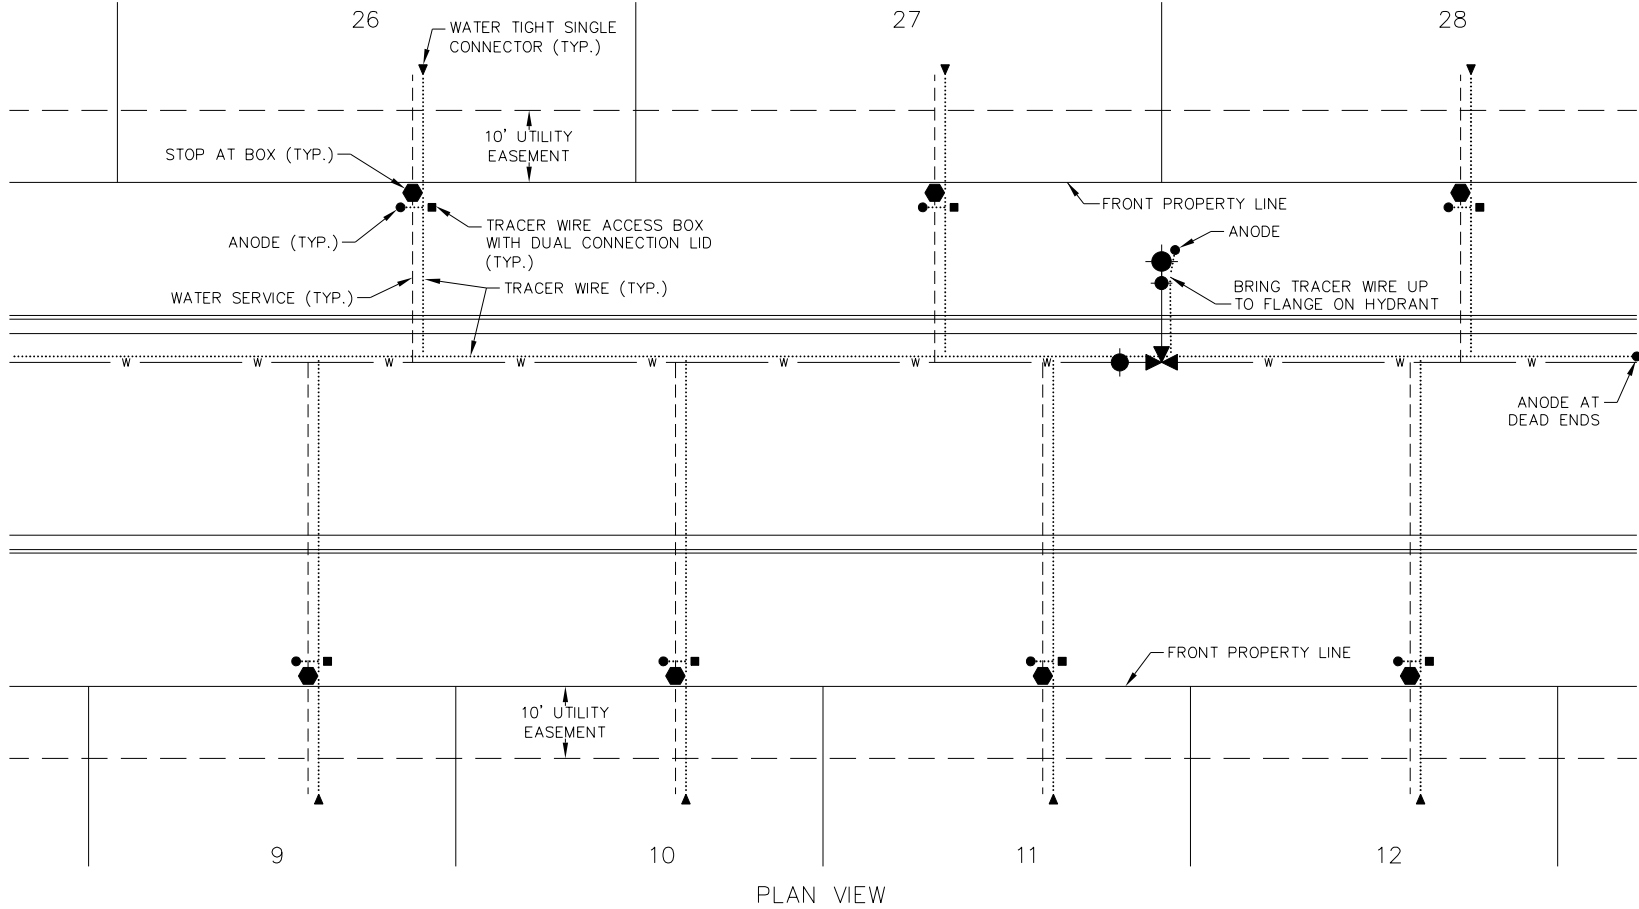 26
27
28
WATER TIGHT SINGLE
CONNECTOR (TYP.)
10' UTILITY
EASEMENT
STOP AT BOX (TYP.)
FRONT PROPERTY LINE
TRACER WIRE ACCESS BOX
WITH DUAL CONNECTION LID
(TYP.)
ANODE (TYP.)
ANODE
WATER SERVICE (TYP.)
TRACER WIRE (TYP.)
BRING TRACER WIRE UP
TO FLANGE ON HYDRANT
W W W W W W W W W W W
ANODE AT
DEAD ENDS
FRONT PROPERTY LINE
10' UTILITY
EASEMENT
9
10
11
12
PLAN VIEW